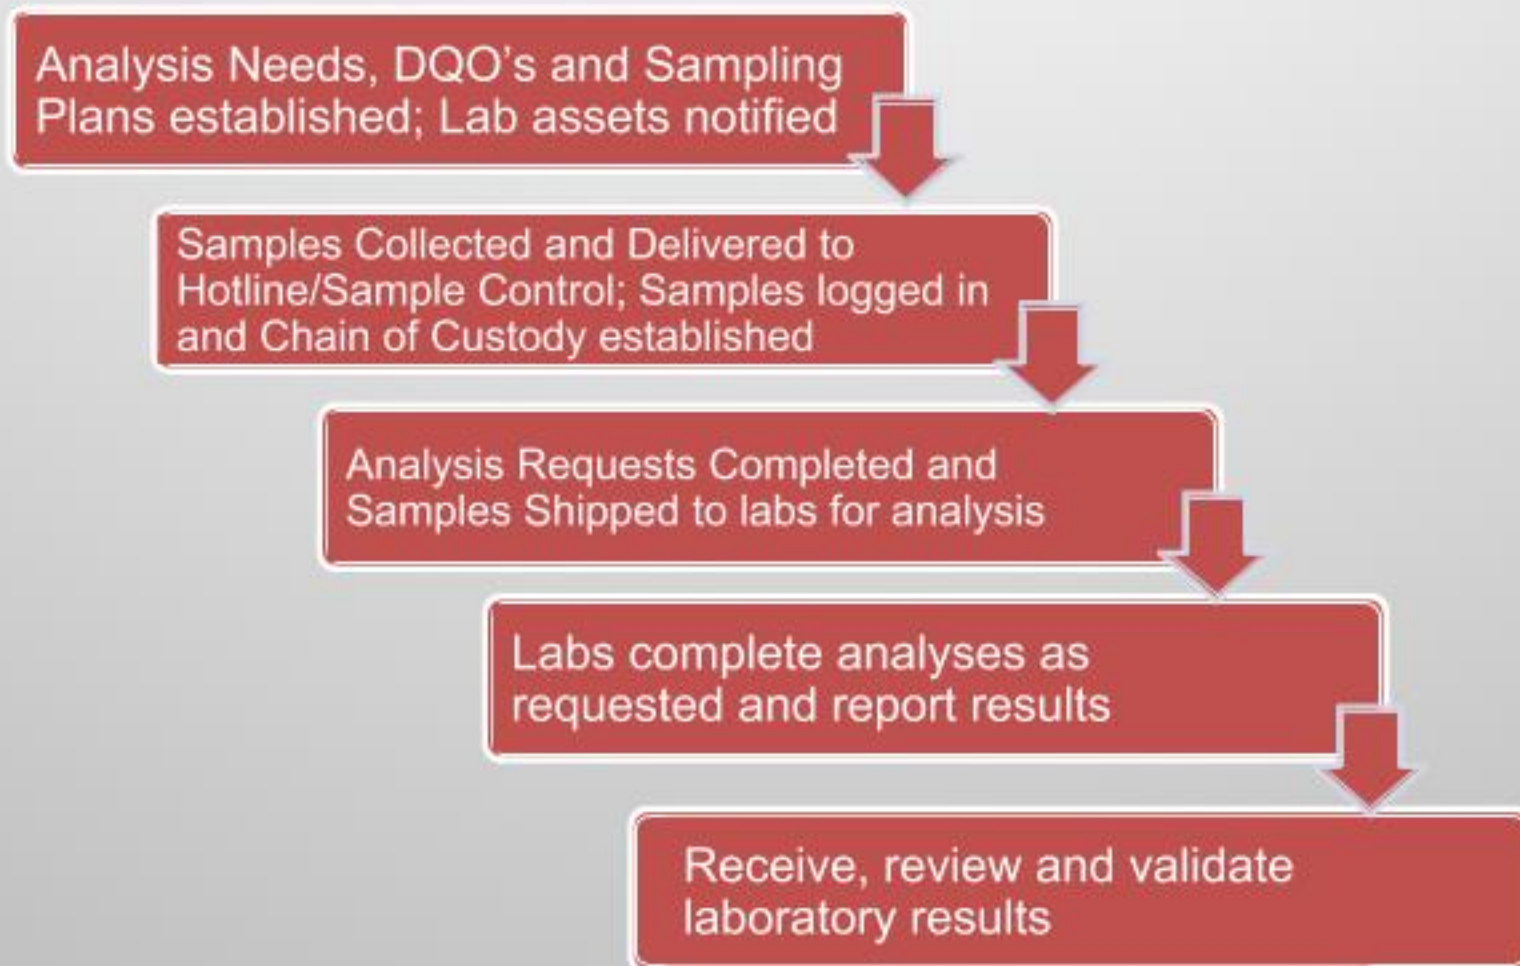 Analysis Needs, DQO’s and Sampling
Plans established; Lab assets notified
Samples Collected and Delivered to
Hotline/Sample Control; Samples logged in
and Chain of Custody established
Analysis Requests Completed and
Samples Shipped to labs for analysis
Labs complete analyses as
requested and report results
Receive, review and validate
laboratory results